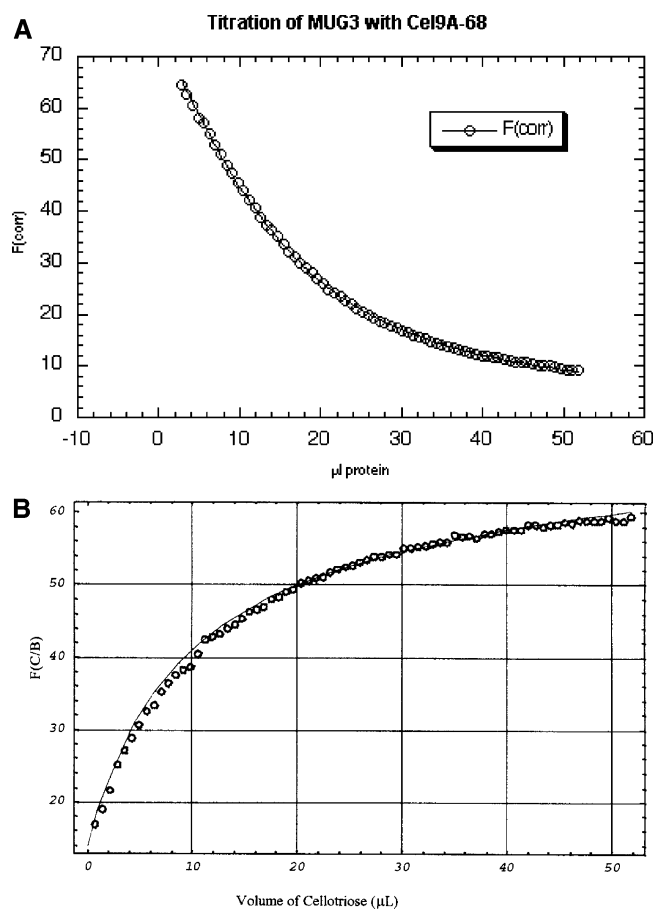 A
Titration of MUG3 with Cel9A-68
70
60
50
40
30
20
10
0
F(corr)
F(corr)
-10 0 10 20 30 40 50 60
µl protein
B
60
50
40
30
20
F(C/B)
0 10 20 30 40 50
Volume of Cellotriose (µL)